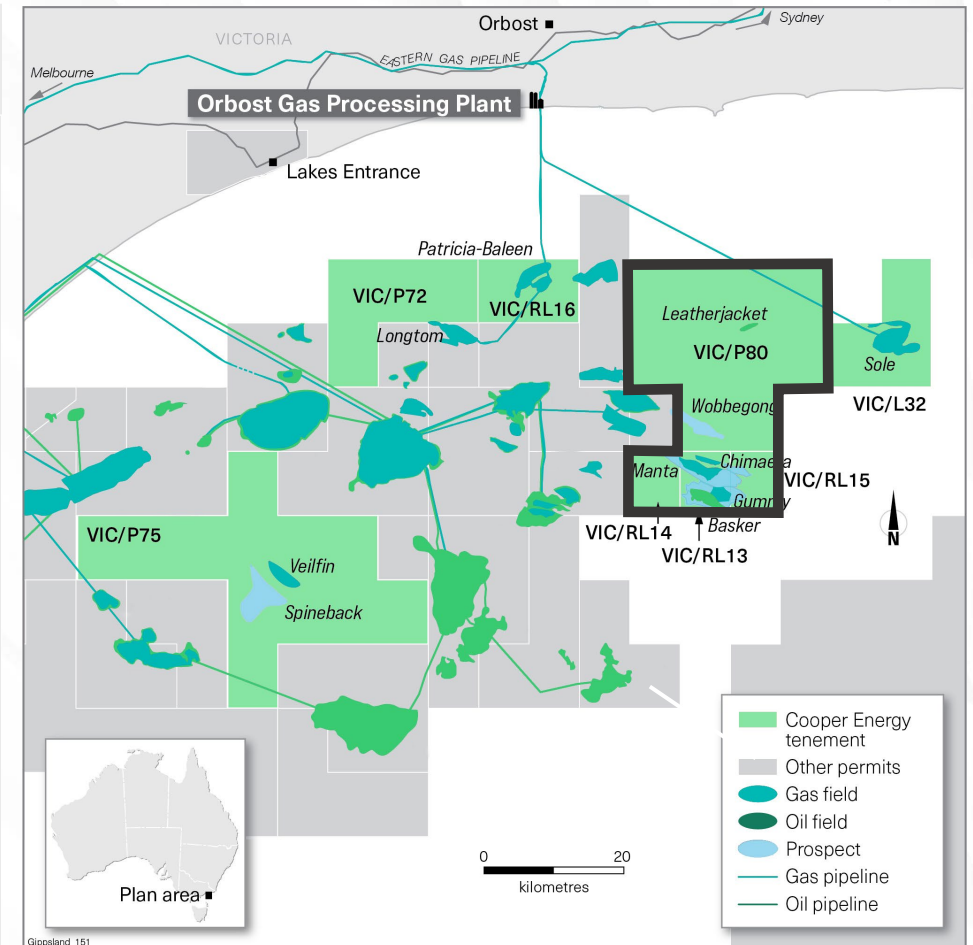 Orbost
Sydney
VICTORIA
EASTERN GAS PIPELINE
Melbourne
Orbost Gas Processing Plant
Lakes Entrance
Patricia-Baleen
VIC/P72
VIC/RL16
Leatherjacket
Longtom
VIC/P80
Sole
VIC/L32
Wobbegong
Manta
Chimaera
VIC/RL15
Gummy
VIC/RL14
Basker
VIC/RL13
N
VIC/P75
Veilfin
Spineback
Cooper Energy
tenement
Other permits
Gas field
Oil field
Prospect
Gas pipeline
Oil pipeline
0 20
kilometres
Plan area
Gippsland_151